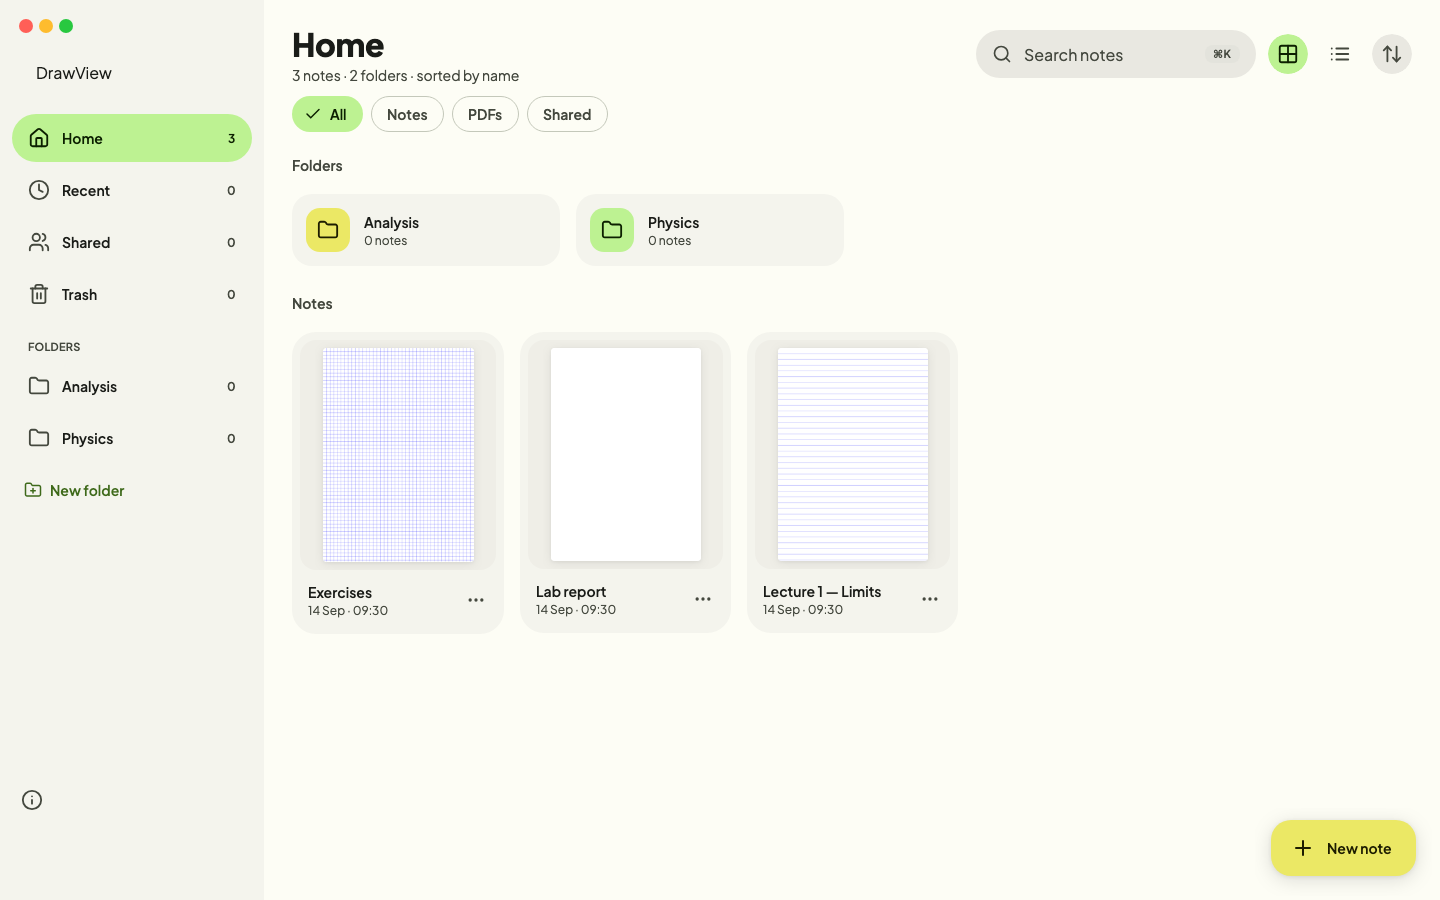 DrawView
Home 3
Recent 0
Shared 0
Trash 0
FOLDERS
Analysis 0
Physics 0
New folder
Home
3 notes · 2 folders · sorted by name
Search notes ⌘K
All Notes PDFs Shared
Folders
Analysis
0 notes
Physics
0 notes
Notes
Exercises
14 Sep · 09:30
Lab report
14 Sep · 09:30
Lecture 1 — Limits
14 Sep · 09:30
New note